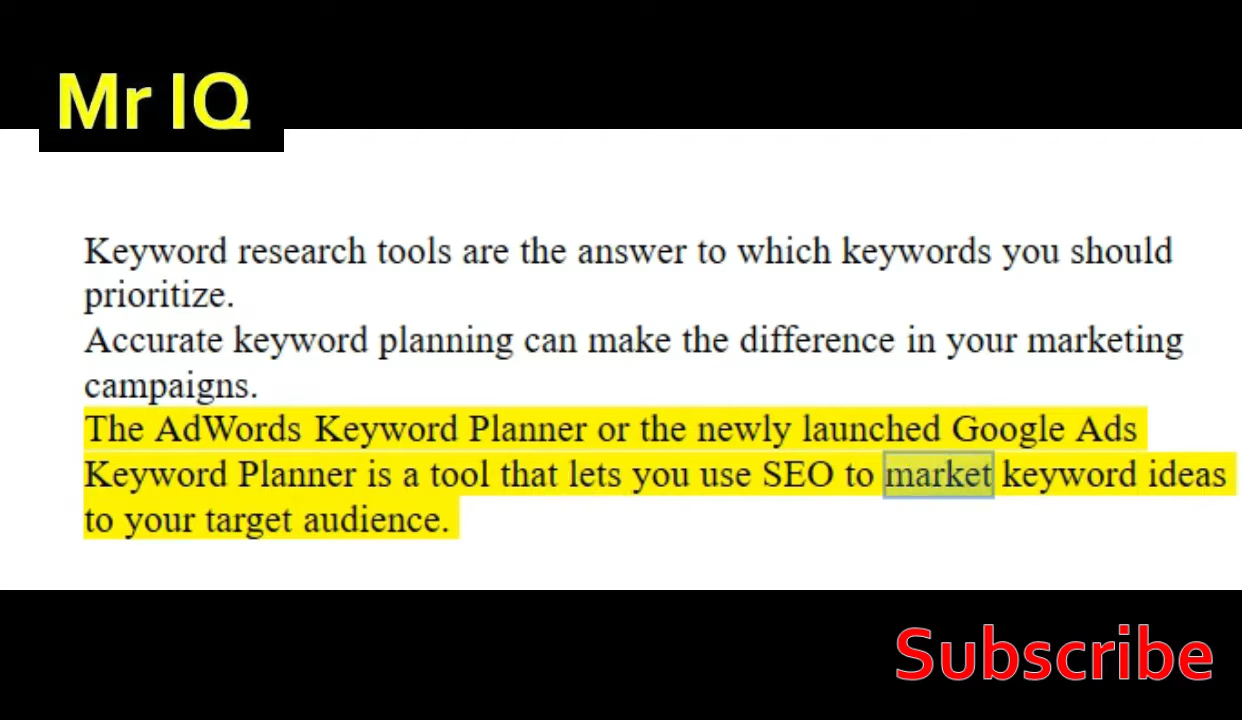 Mr IQ
Keyword research tools are the answer to which keywords you should
prioritize.
Accurate keyword planning can make the difference in your marketing
campaigns.
The AdWords Keyword Planner or the newly launched Google Ads
Keyword Planner is a tool that lets you use SEO to market keyword ideas
to your target audience.
Subscribe